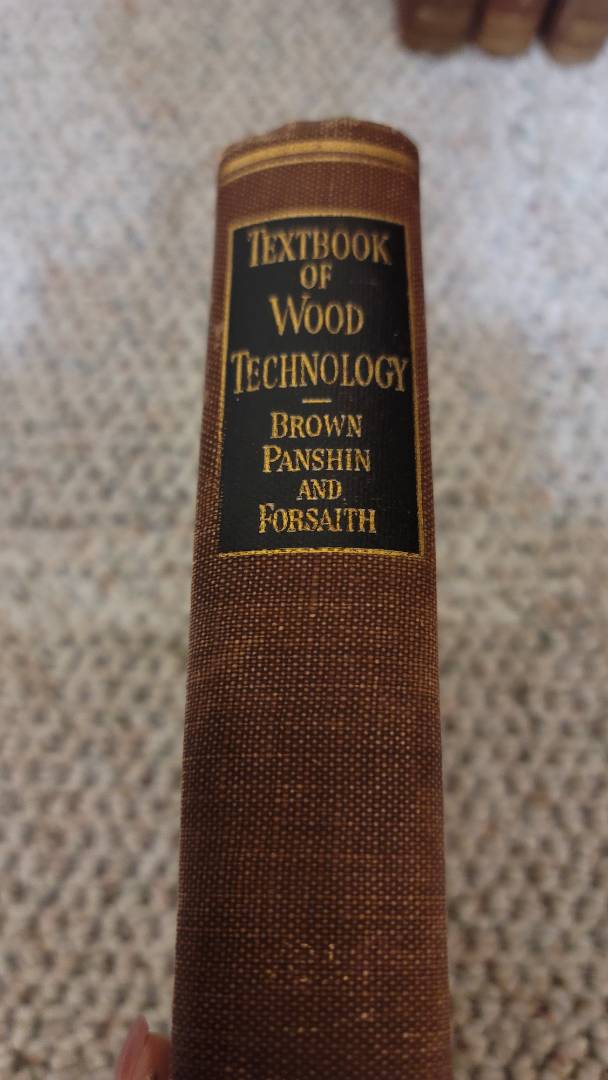 TEXTBOOK
OF
WOOD
TECHNOLOGY
BROWN
PANSHIN
AND
FORSAITH